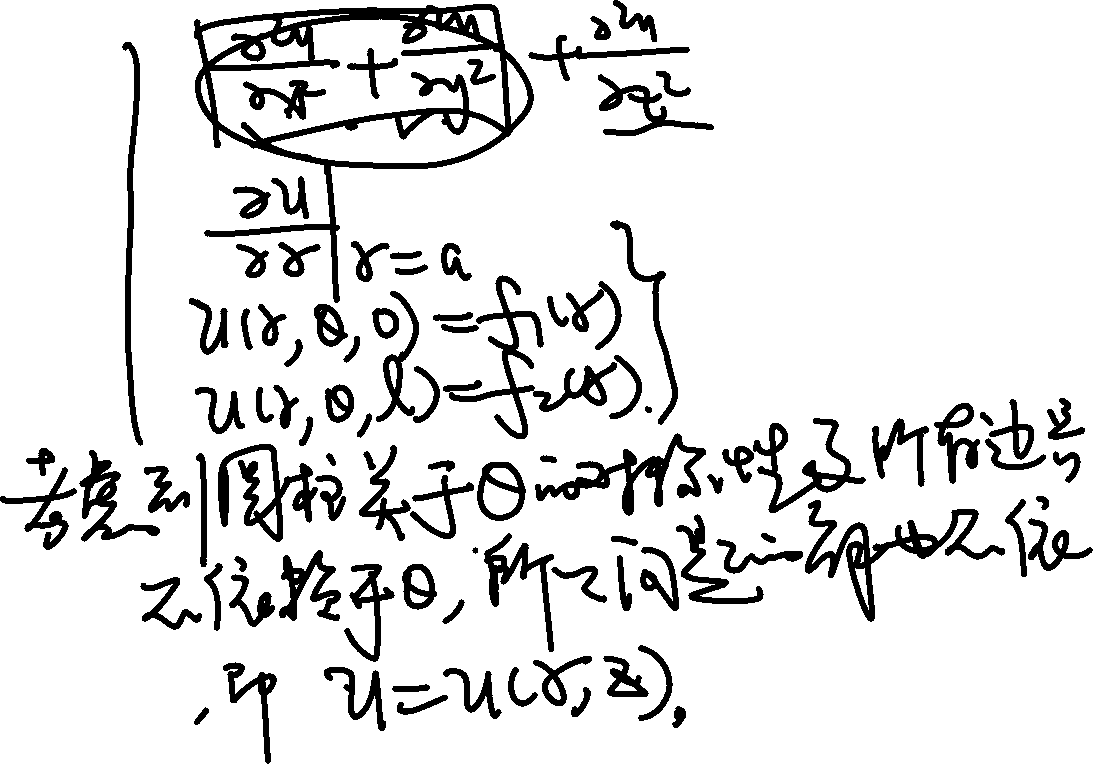 ∂²u/∂x² + ∂²u/∂y² + ∂²u/∂z²
∂u/∂r | r=a
u(r,θ,0)=f₁(r)
u(r,θ,l)=f₂(r).
考虑到圆柱关于θ的对称性及所有边界
不依赖于θ,所以问题的解也不依
,即 u=u(r,z),